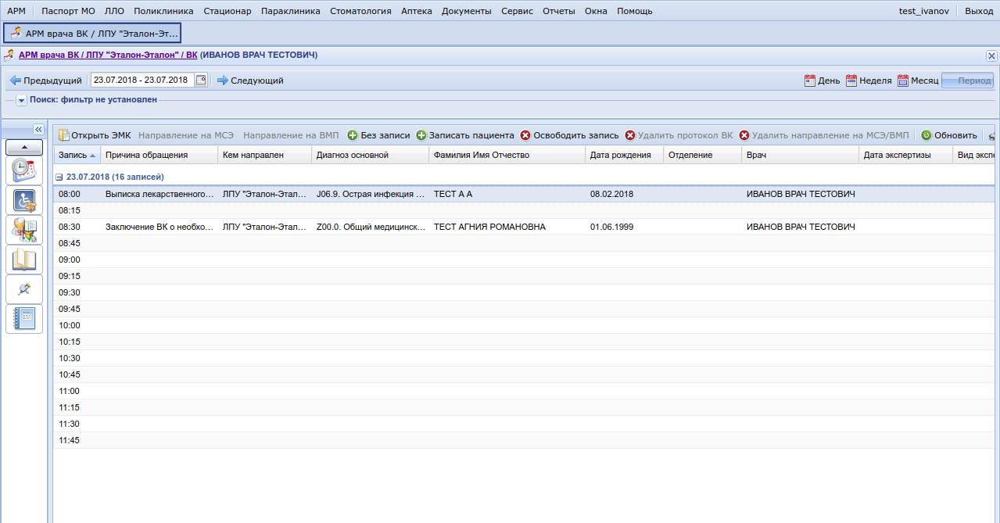 АРМ Паспорт МО ЛЛО Поликлиника Стационар Параклиника Стоматология Аптека Документы Сервис Отчеты Окна Помощь test_ivanov Выход
АРМ врача ВК / ЛПУ "Эталон-Эт...
АРМ врача ВК / ЛПУ "Эталон-Эталон" / ВК (ИВАНОВ ВРАЧ ТЕСТОВИЧ)
Предыдущий 23.07.2018 - 23.07.2018 Следующий День Неделя Месяц Период
Поиск: фильтр не установлен
Открыть ЭМК Направление на МСЭ Направление на ВМП Без записи Записать пациента Освободить запись Удалить протокол ВК Удалить направление на МСЭ/ВМП Обновить
Запись Причина обращения Кем направлен Диагноз основной Фамилия Имя Отчество Дата рождения Отделение Врач Дата экспертизы Вид экспе
23.07.2018 (16 записей)
08:00 Выписка лекарственного... ЛПУ "Эталон-Этал... J06.9. Острая инфекция ... ТЕСТ А А 08.02.2018 ИВАНОВ ВРАЧ ТЕСТОВИЧ
08:15
08:30 Заключение ВК о необхо... ЛПУ "Эталон-Этал... Z00.0. Общий медицинск... ТЕСТ АГНИЯ РОМАНОВНА 01.06.1999 ИВАНОВ ВРАЧ ТЕСТОВИЧ
08:45
09:00
09:15
09:30
09:45
10:00
10:15
10:30
10:45
11:00
11:15
11:30
11:45